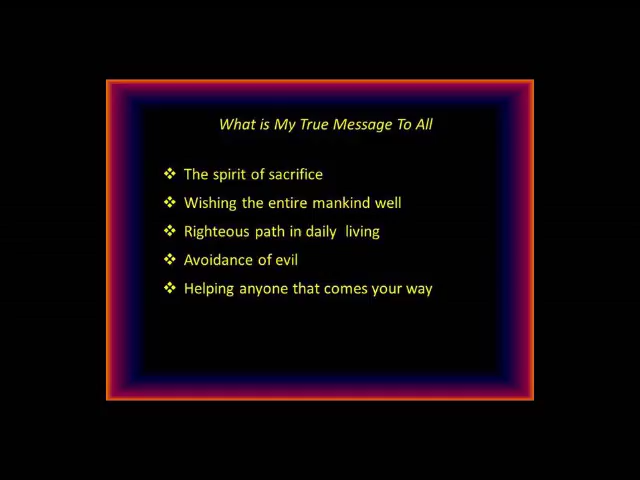 What is My True Message To All
❖ The spirit of sacrifice
❖ Wishing the entire mankind well
❖ Righteous path in daily  living
❖ Avoidance of evil
❖ Helping anyone that comes your way